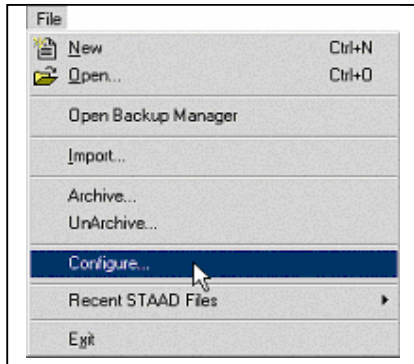 File
New Ctrl+N
Open... Ctrl+O
Open Backup Manager
Import...
Archive...
UnArchive...
Configure...
Recent STAAD Files
Exit